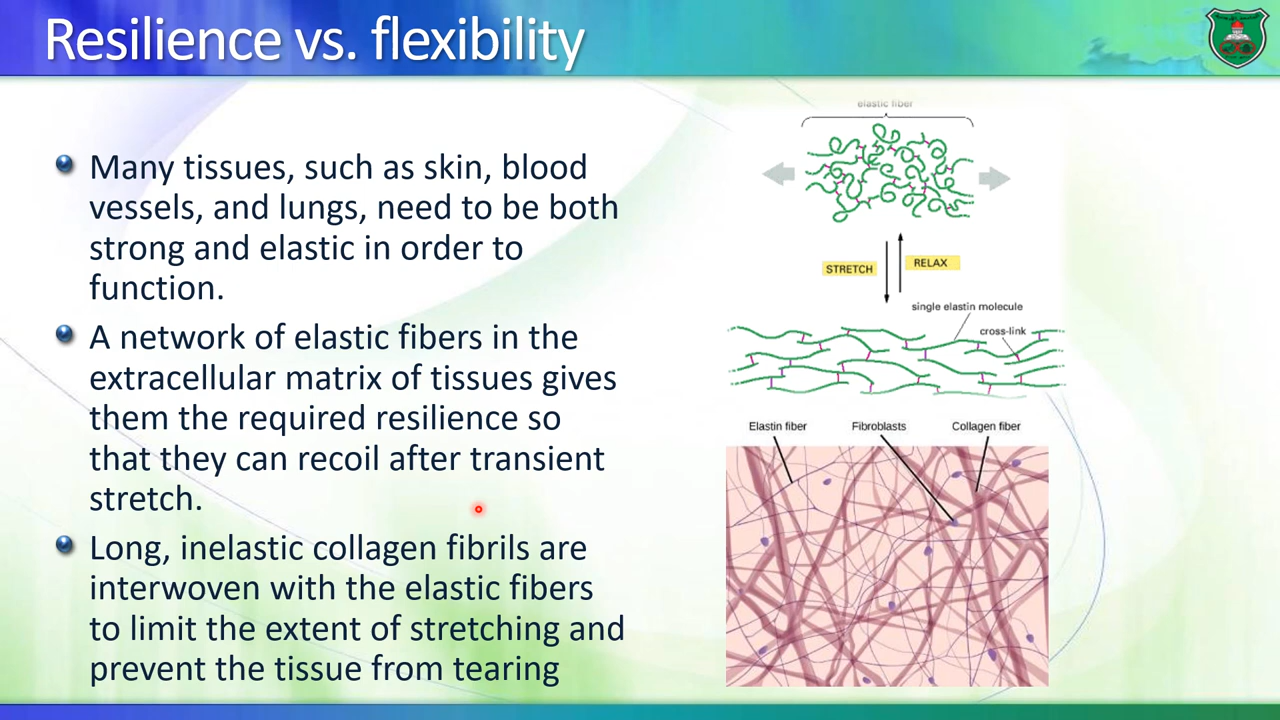 Resilience vs. flexibility
Many tissues, such as skin, blood
vessels, and lungs, need to be both
strong and elastic in order to
function.
A network of elastic fibers in the
extracellular matrix of tissues gives
them the required resilience so
that they can recoil after transient
stretch.
Long, inelastic collagen fibrils are
interwoven with the elastic fibers
to limit the extent of stretching and
prevent the tissue from tearing
elastic fiber
STRETCH
RELAX
single elastin molecule
cross-link
Elastin fiber
Fibroblasts
Collagen fiber